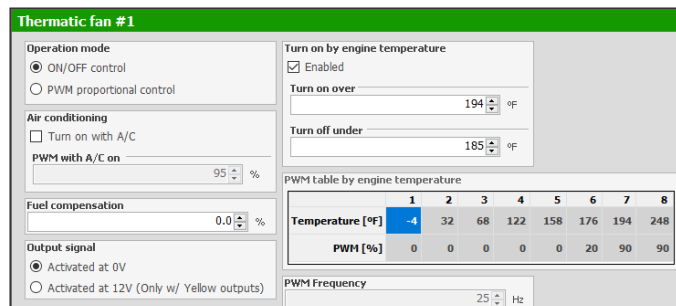 Thermatic fan #1
Operation mode
ON/OFF control
PWM proportional control
Air conditioning
Turn on with A/C
PWM with A/C on
95 %
Fuel compensation
0.0 %
Output signal
Activated at 0V
Activated at 12V (Only w/ Yellow outputs)
Turn on by engine temperature
Enabled
Turn on over
194 ºF
Turn off under
185 ºF
PWM table by engine temperature
1 2 3 4 5 6 7 8
Temperature [ºF] -4 32 68 122 158 176 194 248
PWM [%] 0 0 0 0 0 20 90 90
PWM Frequency
25 Hz